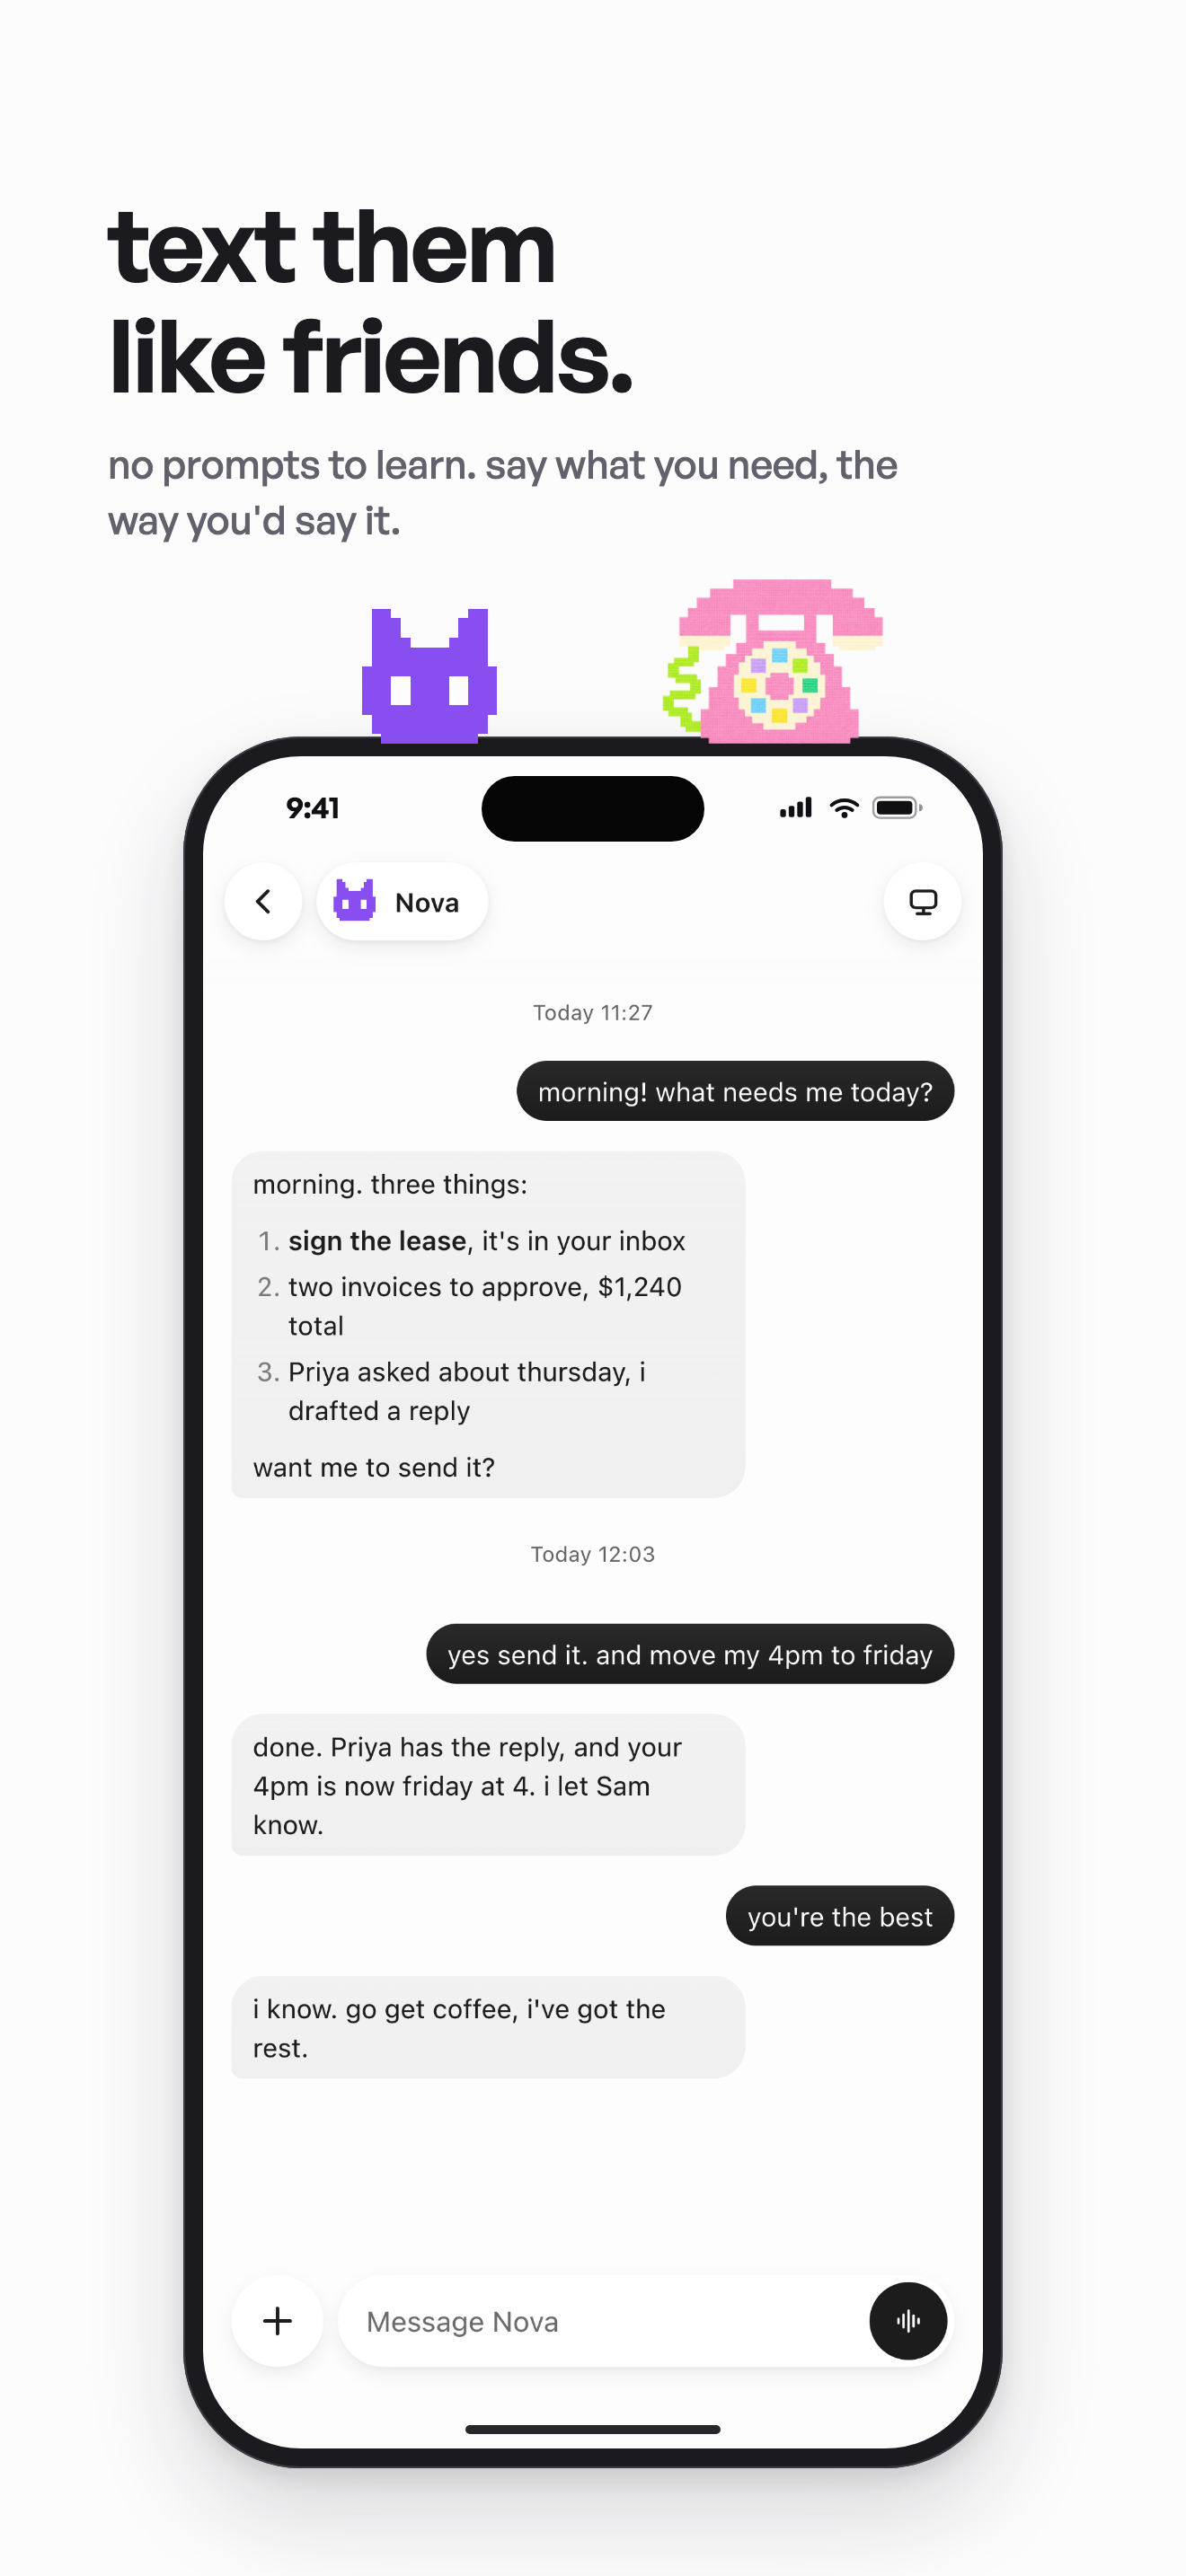 text them
like friends.
no prompts to learn. say what you need, the
way you'd say it.
9:41
Nova
Today 11:27
morning! what needs me today?
morning. three things:
1. sign the lease, it's in your inbox
2. two invoices to approve, $1,240
total
3. Priya asked about thursday, i
drafted a reply
want me to send it?
Today 12:03
yes send it. and move my 4pm to friday
done. Priya has the reply, and your
4pm is now friday at 4. i let Sam
know.
you're the best
i know. go get coffee, i've got the
rest.
Message Nova